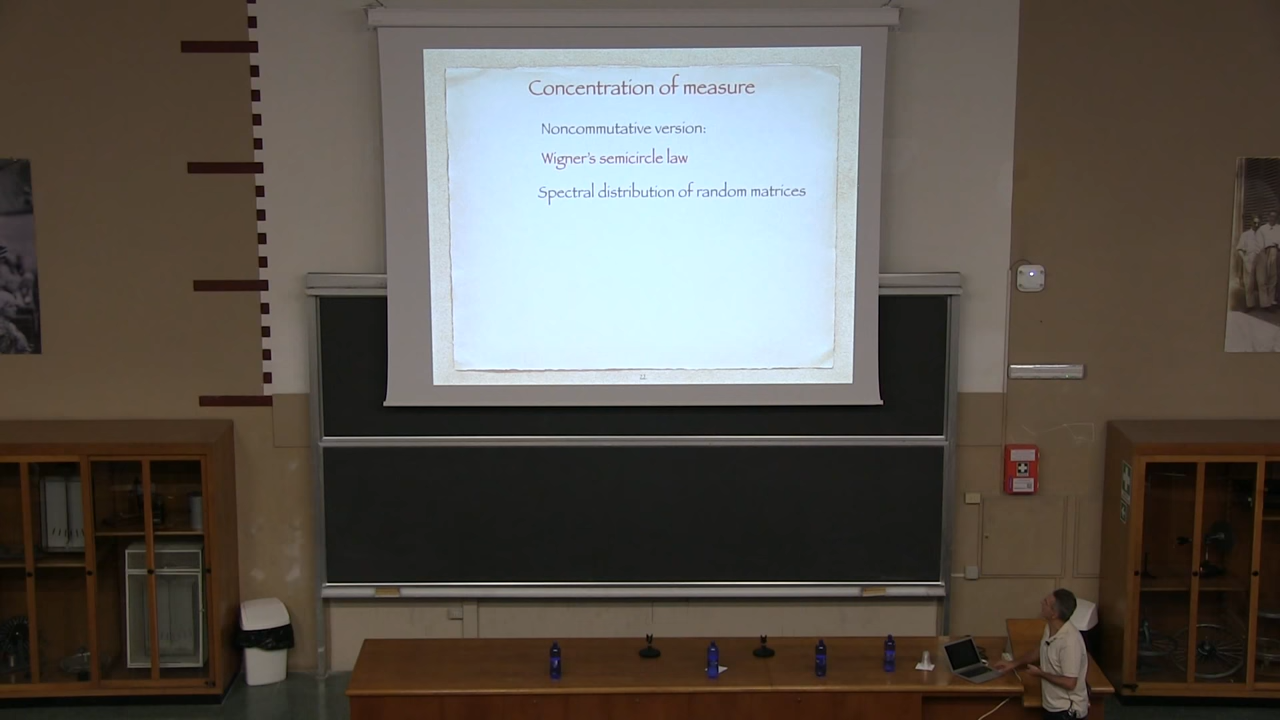 Concentration of measure
Noncommutative version:
Wigner's semicircle law
Spectral distribution of random matrices